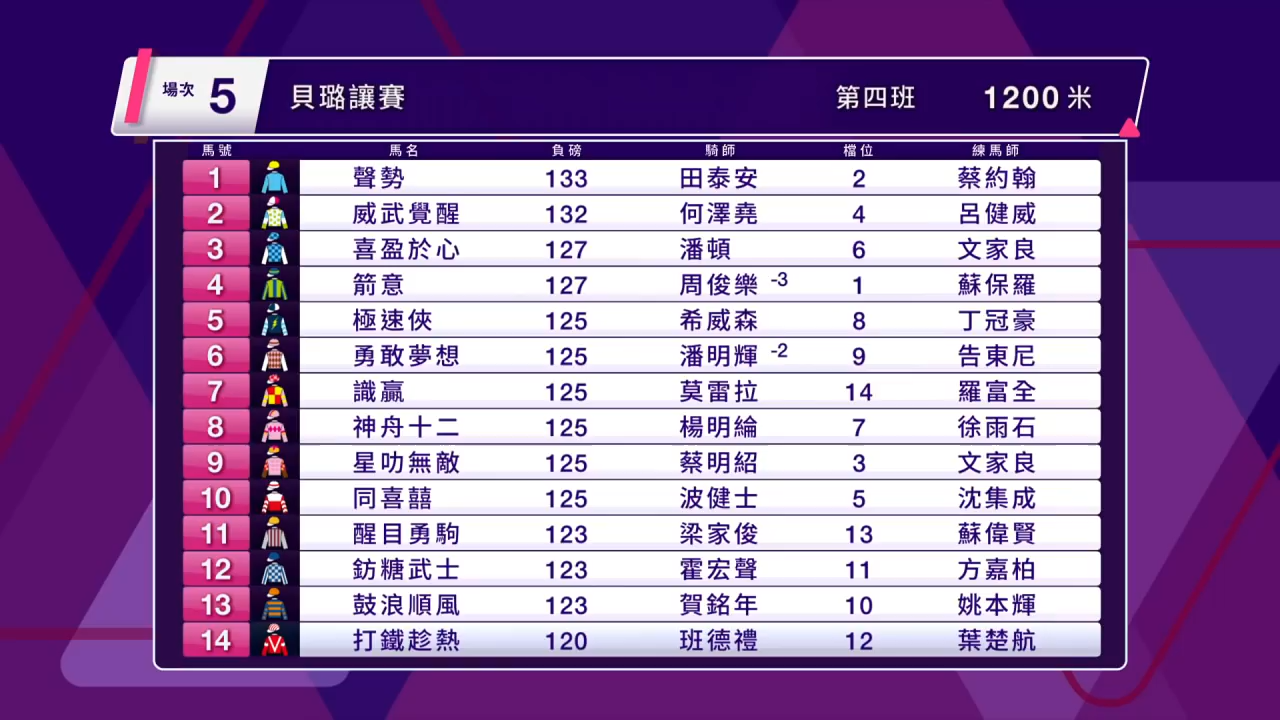 場次 5 貝璐讓賽 第四班 1200 米
馬號 馬名 負磅 騎師 檔位 練馬師
1 聲勢 133 田泰安 2 蔡約翰
2 威武覺醒 132 何澤堯 4 呂健威
3 喜盈於心 127 潘頓 6 文家良
4 箭意 127 周俊樂 -3 1 蘇保羅
5 極速俠 125 希威森 8 丁冠豪
6 勇敢夢想 125 潘明輝 -2 9 告東尼
7 識贏 125 莫雷拉 14 羅富全
8 神舟十二 125 楊明綸 7 徐雨石
9 星叻無敵 125 蔡明紹 3 文家良
10 同喜囍 125 波健士 5 沈集成
11 醒目勇駒 123 梁家俊 13 蘇偉賢
12 鈁糖武士 123 霍宏聲 11 方嘉柏
13 鼓浪順風 123 賀銘年 10 姚本輝
14 打鐵趁熱 120 班德禮 12 葉楚航